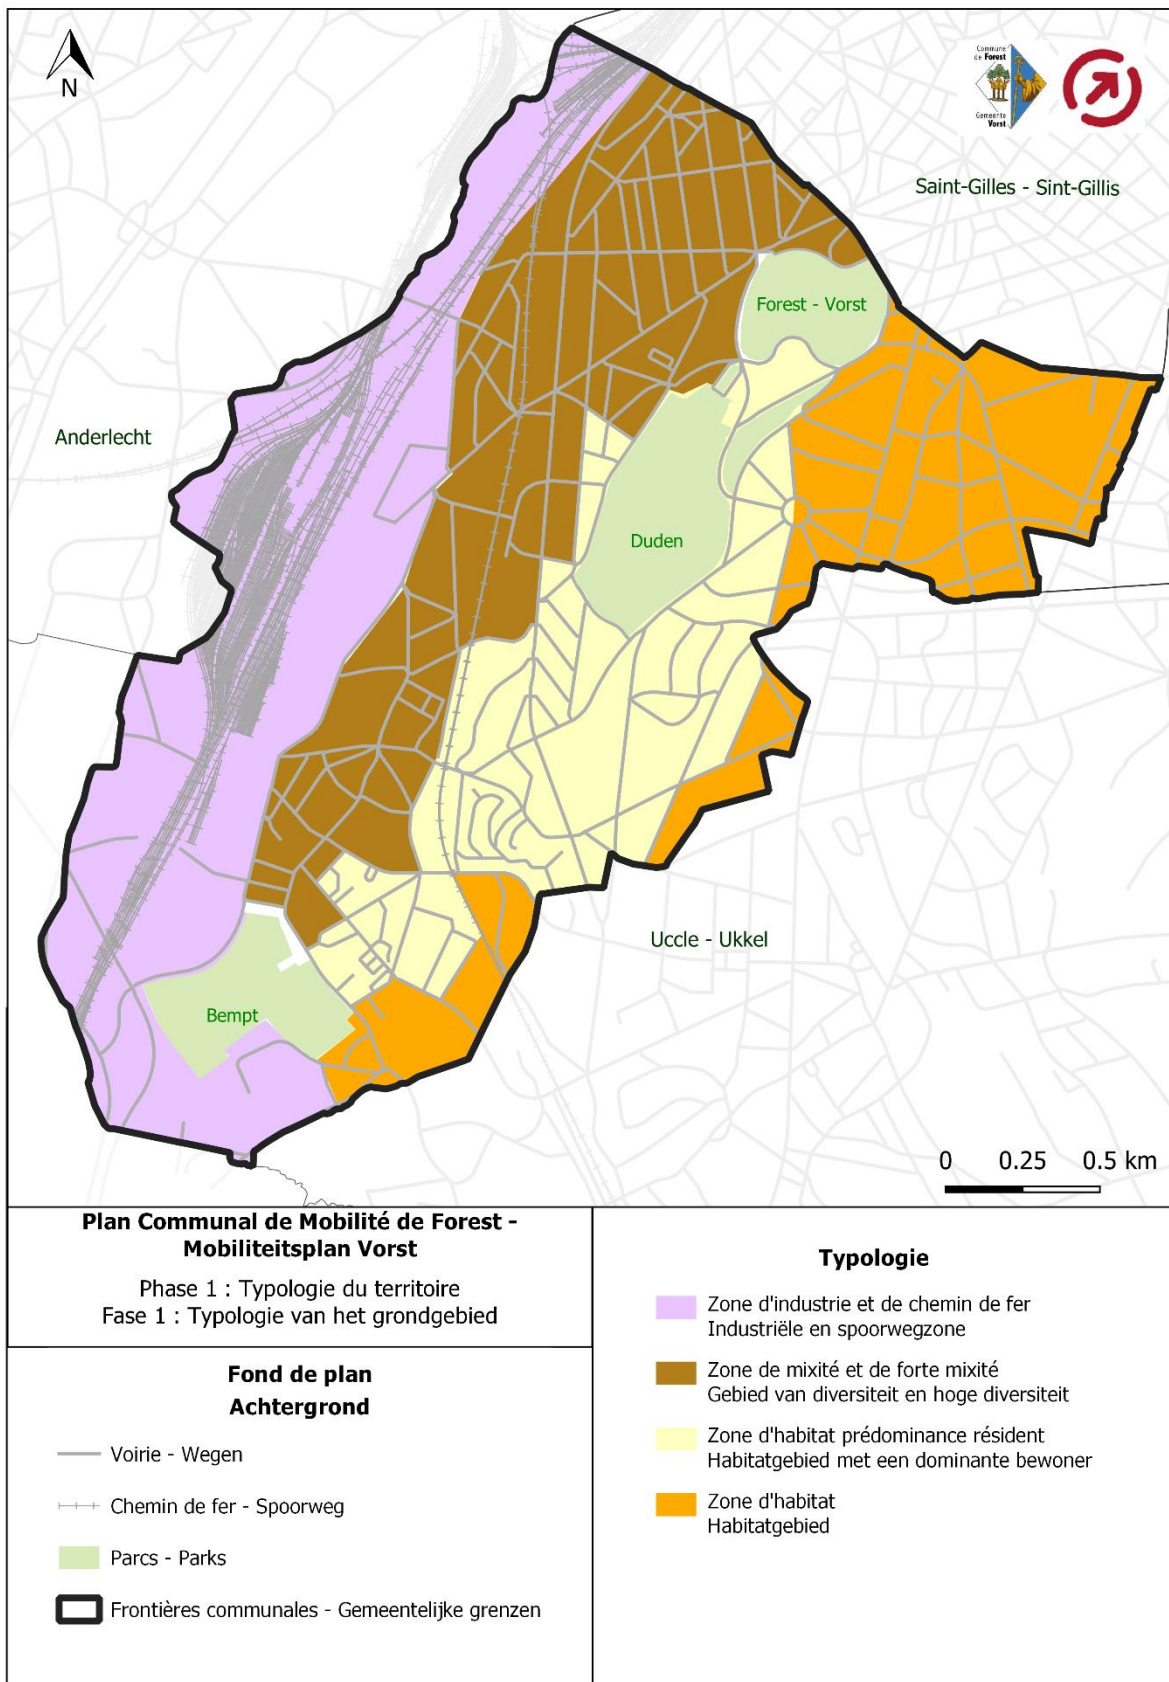 N
Commune
de Forest
Gemeente
Vorst
Saint-Gilles - Sint-Gillis
Forest - Vorst
Anderlecht
Duden
Uccle - Ukkel
Bempt
0 0.25 0.5 km
Plan Communal de Mobilité de Forest -
Mobiliteitsplan Vorst
Phase 1 : Typologie du territoire
Fase 1 : Typologie van het grondgebied
Fond de plan
Achtergrond
Voirie - Wegen
Chemin de fer - Spoorweg
Parcs - Parks
Frontières communales - Gemeentelijke grenzen
Typologie
Zone d'industrie et de chemin de fer
Industriële en spoorwegzone
Zone de mixité et de forte mixité
Gebied van diversiteit en hoge diversiteit
Zone d'habitat prédominance résident
Habitatgebied met een dominante bewoner
Zone d'habitat
Habitatgebied